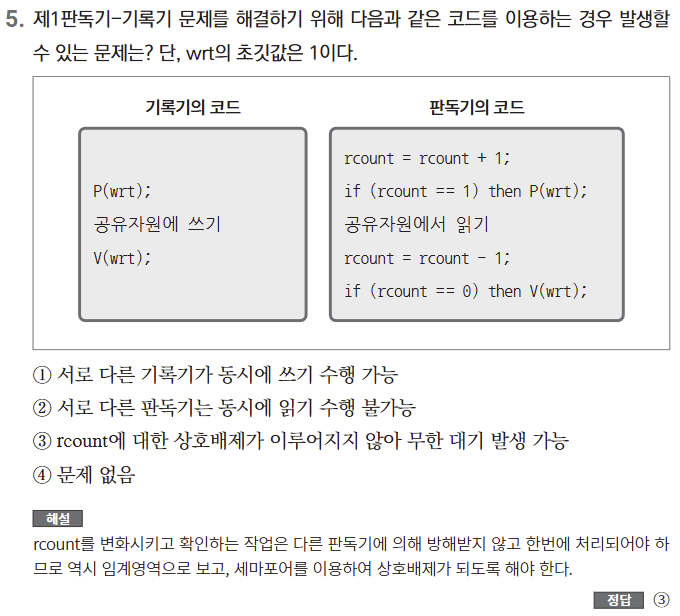 5. 제1판독기-기록기 문제를 해결하기 위해 다음과 같은 코드를 이용하는 경우 발생할
수 있는 문제는? 단, wrt의 초깃값은 1이다.
기록기의 코드
P(wrt);
공유자원에 쓰기
V(wrt);
판독기의 코드
rcount = rcount + 1;
if (rcount == 1) then P(wrt);
공유자원에서 읽기
rcount = rcount - 1;
if (rcount == 0) then V(wrt);
① 서로 다른 기록기가 동시에 쓰기 수행 가능
② 서로 다른 판독기는 동시에 읽기 수행 불가능
③ rcount에 대한 상호배제가 이루어지지 않아 무한 대기 발생 가능
④ 문제 없음
해설
rcount를 변화시키고 확인하는 작업은 다른 판독기에 의해 방해받지 않고 한번에 처리되어야 하
므로 역시 임계영역으로 보고, 세마포어를 이용하여 상호배제가 되도록 해야 한다.
정답 ③